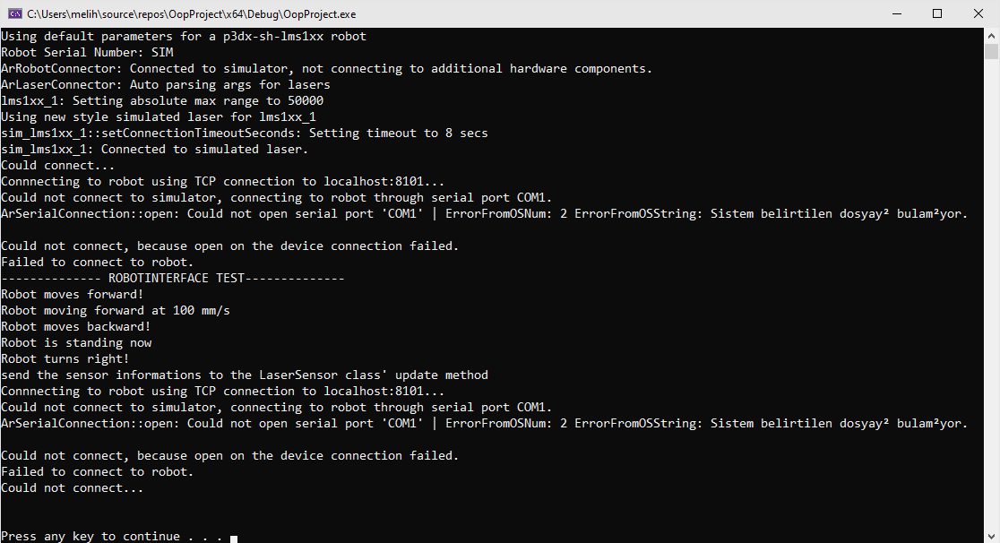 C:\Users\melih\source\repos\OopProject\x64\Debug\OopProject.exe
Using default parameters for a p3dx-sh-lms1xx robot
Robot Serial Number: SIM
ArRobotConnector: Connected to simulator, not connecting to additional hardware components.
ArLaserConnector: Auto parsing args for lasers
lms1xx_1: Setting absolute max range to 50000
Using new style simulated laser for lms1xx_1
sim_lms1xx_1::setConnectionTimeoutSeconds: Setting timeout to 8 secs
sim_lms1xx_1: Connected to simulated laser.
Could connect...
Connnecting to robot using TCP connection to localhost:8101...
Could not connect to simulator, connecting to robot through serial port COM1.
ArSerialConnection::open: Could not open serial port 'COM1' | ErrorFromOSNum: 2 ErrorFromOSString: Sistem belirtilen dosyay² bulam²yor.
Could not connect, because open on the device connection failed.
Failed to connect to robot.
-------------- ROBOTINTERFACE TEST--------------
Robot moves forward!
Robot moving forward at 100 mm/s
Robot moves backward!
Robot is standing now
Robot turns right!
send the sensor informations to the LaserSensor class' update method
Connnecting to robot using TCP connection to localhost:8101...
Could not connect to simulator, connecting to robot through serial port COM1.
ArSerialConnection::open: Could not open serial port 'COM1' | ErrorFromOSNum: 2 ErrorFromOSString: Sistem belirtilen dosyay² bulam²yor.
Could not connect, because open on the device connection failed.
Failed to connect to robot.
Could not connect...
Press any key to continue . . .